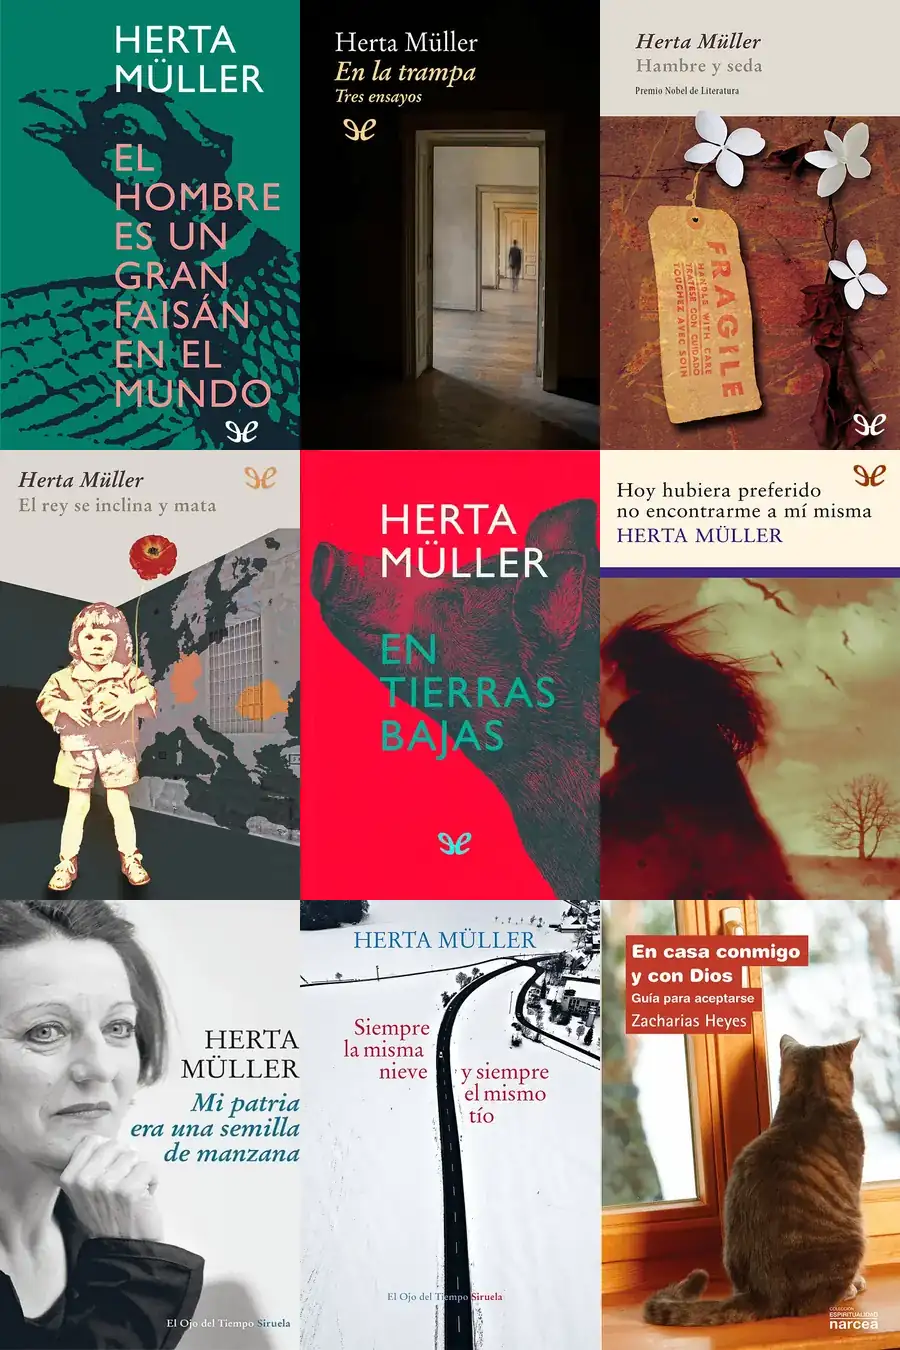 HERTA
MÜLLER
EL
HOMBRE
ES UN
GRAN
FAISÁN
EN EL
MUNDO
Herta Müller
En la trampa
Tres ensayos
Herta Müller
Hambre y seda
Premio Nobel de Literatura
FRAGILE
HANDLE WITH CARE
TRATESE CON CUIDADO
TOUCHEZ AVEC SOIN
Herta Müller
El rey se inclina y mata
HERTA
MÜLLER
EN
TIERRAS
BAJAS
Hoy hubiera preferido
no encontrarme a mí misma
HERTA MÜLLER
HERTA
MÜLLER
Mi patria
era una semilla
de manzana
El Ojo del Tiempo Siruela
HERTA MÜLLER
Siempre
la misma
nieve
y siempre
el mismo
tío
El Ojo del Tiempo Siruela
En casa conmigo
y con Dios
Guía para aceptarse
Zacharias Heyes
COLECCIÓN
ESPIRITUALIDAD
narcea